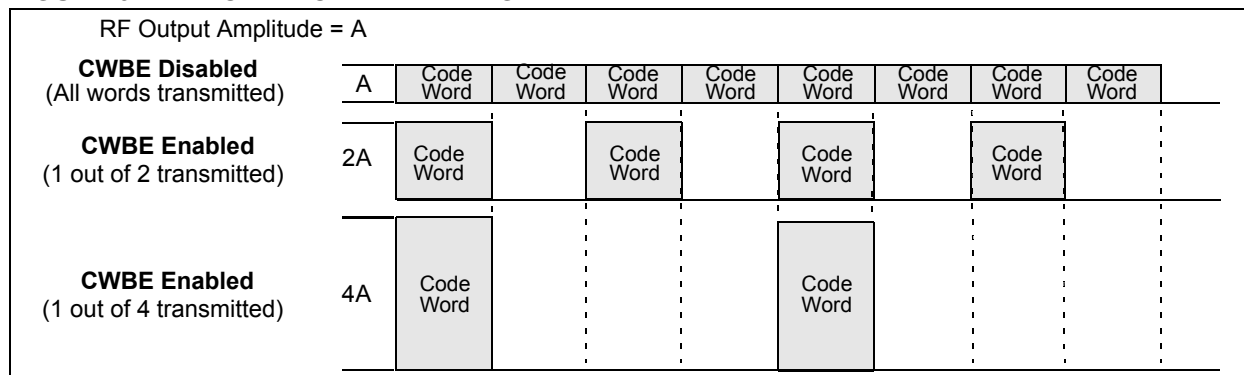 RF Output Amplitude = A
CWBE Disabled
(All words transmitted)
A
Code Word
Code Word
Code Word
Code Word
Code Word
Code Word
Code Word
Code Word
CWBE Enabled
(1 out of 2 transmitted)
2A
Code Word
Code Word
Code Word
Code Word
CWBE Enabled
(1 out of 4 transmitted)
4A
Code Word
Code Word